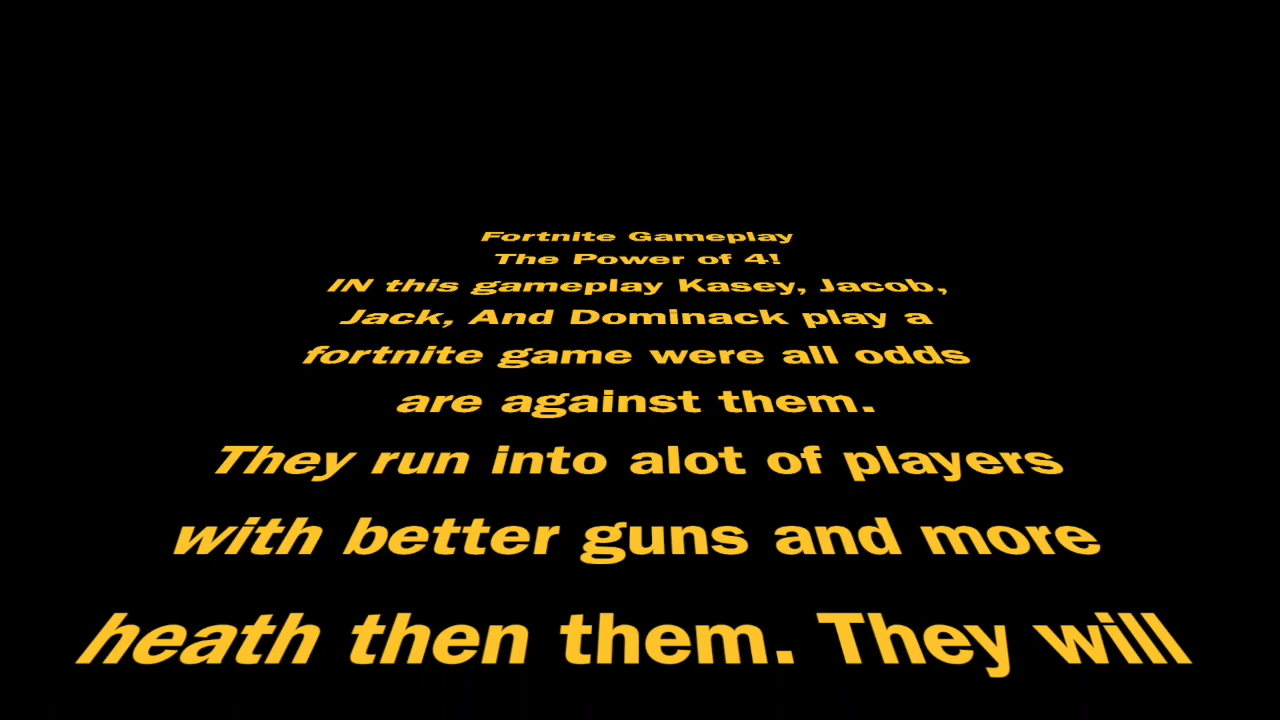 Fortnite Gameplay
The Power of 4!
IN this gameplay Kasey, Jacob,
Jack, And Dominack play a
fortnite game were all odds
are against them.
They run into alot of players
with better guns and more
heath then them. They will